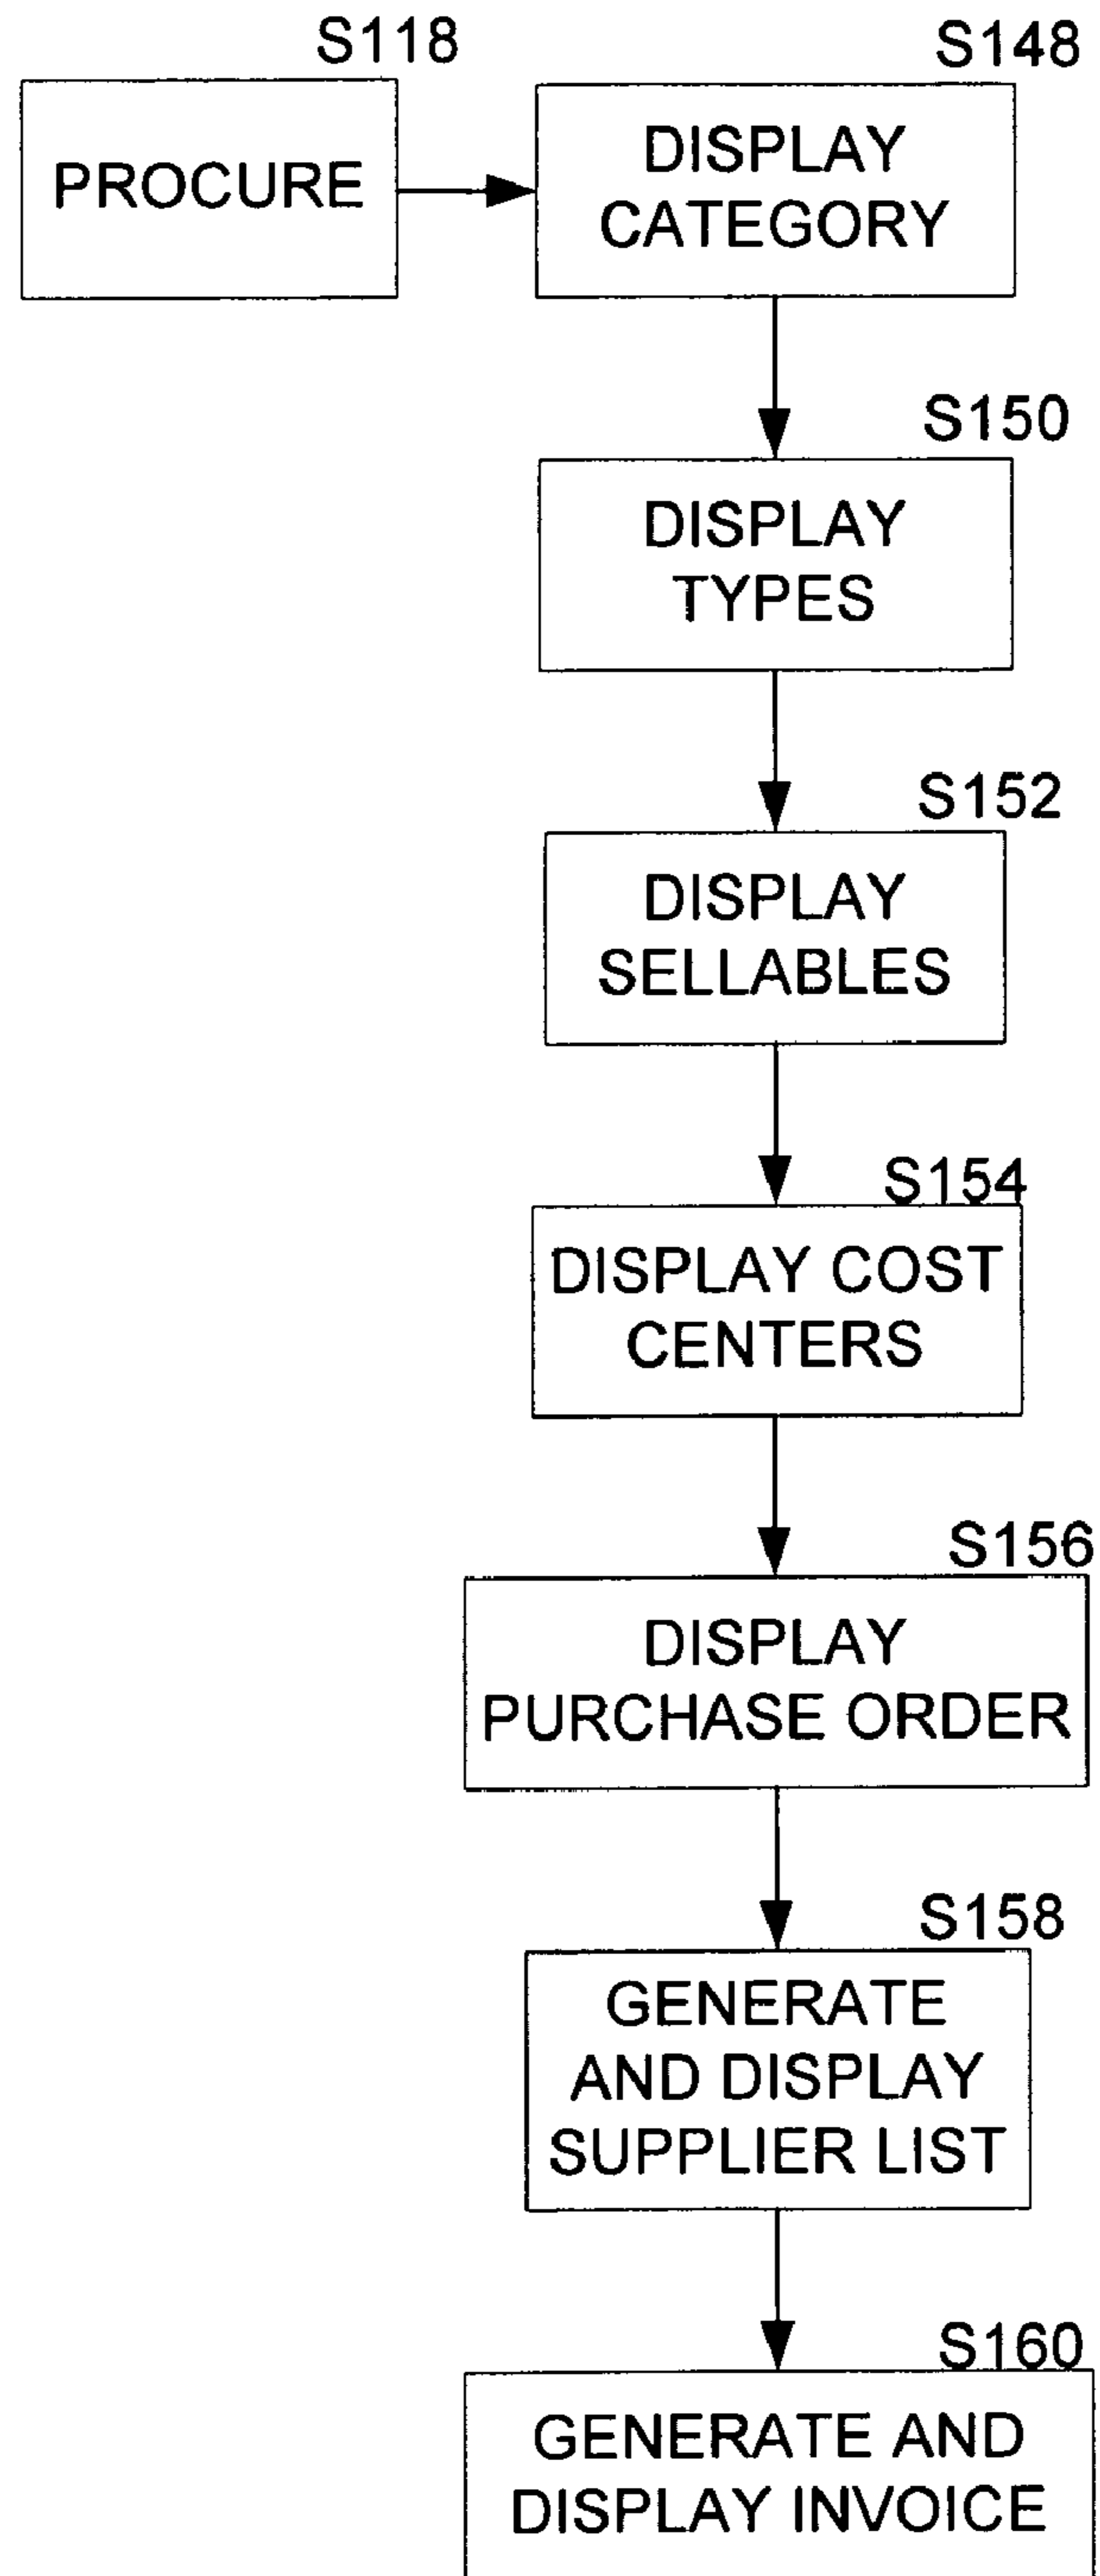 S118
PROCURE
S148
DISPLAY
CATEGORY
S150
DISPLAY
TYPES
S152
DISPLAY
SELLABLES
S154
DISPLAY COST
CENTERS
S156
DISPLAY
PURCHASE ORDER
S158
GENERATE
AND DISPLAY
SUPPLIER LIST
S160
GENERATE AND
DISPLAY INVOICE